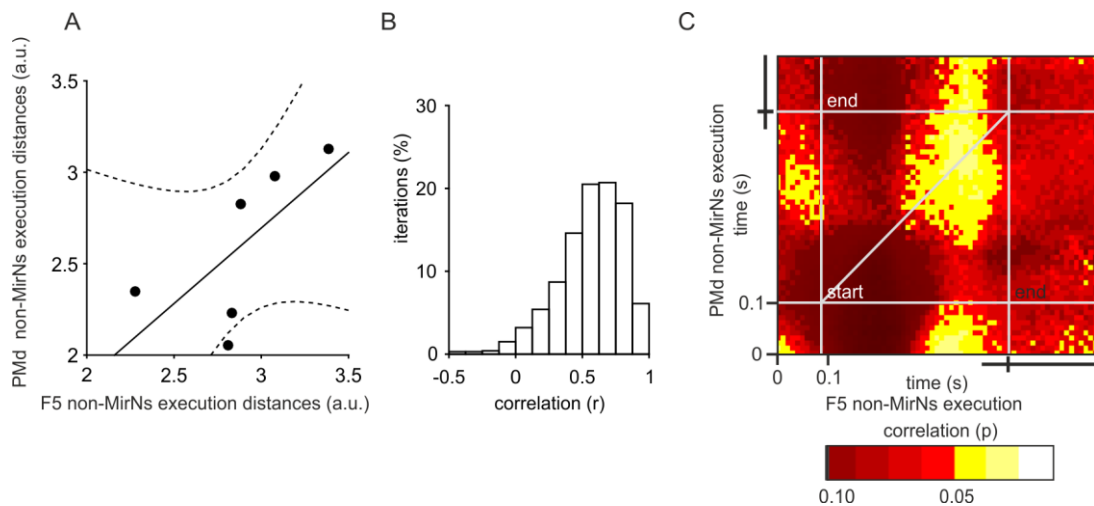 A
PMd non-MirNs execution distances (a.u.)
3.5
3
2.5
2
2
2.5
3
3.5
F5 non-MirNs execution distances (a.u.)
B
iterations (%)
30
20
10
0
-0.5
0
0.5
1
correlation (r)
C
PMd non-MirNs execution
time (s)
end
start
end
0.1
0
0
0.1
time (s)
F5 non-MirNs execution
correlation (p)
0.10
0.05